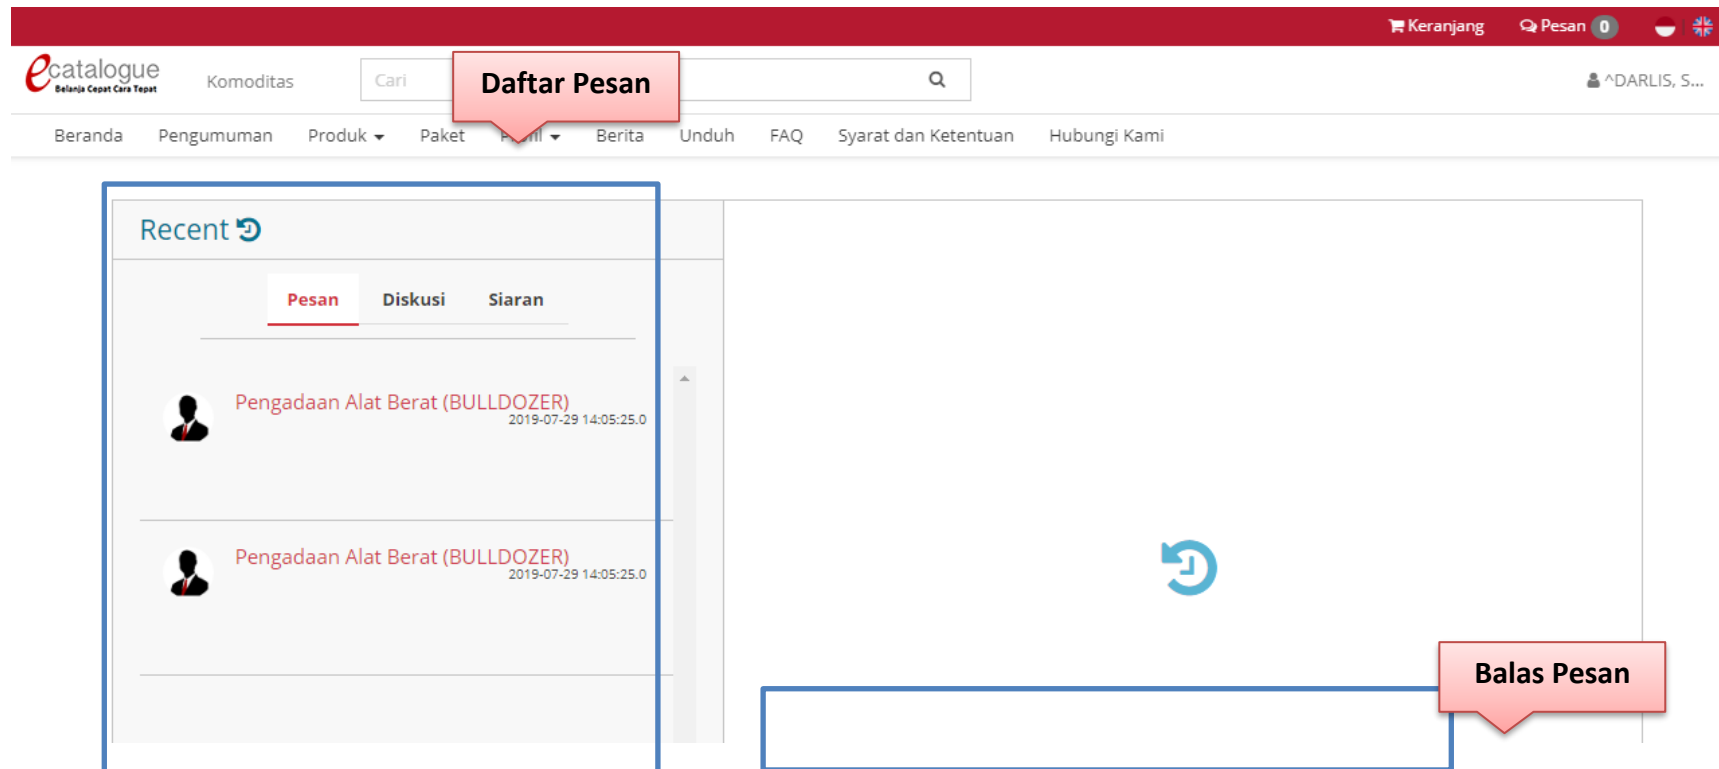 Keranjang Pesan 0
ecatalogue
Belanja Cepat Cara Tepat
Komoditas Cari
Daftar Pesan
^DARLIS, S...
Beranda Pengumuman Produk Paket Profil Berita Unduh FAQ Syarat dan Ketentuan Hubungi Kami
Recent
Pesan Diskusi Siaran
Pengadaan Alat Berat (BULLDOZER)
2019-07-29 14:05:25.0
Pengadaan Alat Berat (BULLDOZER)
2019-07-29 14:05:25.0
Balas Pesan